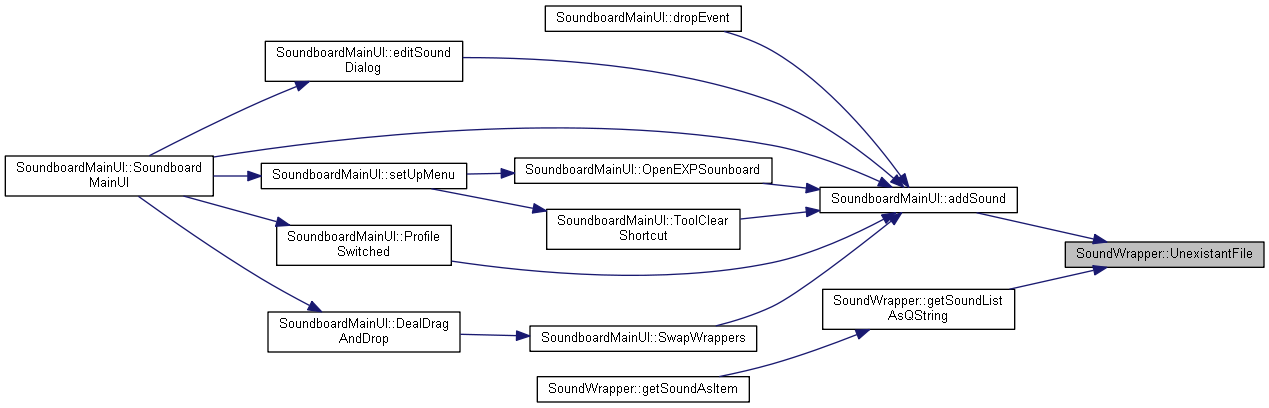 SoundboardMainUI::dropEvent
SoundboardMainUI::editSound
Dialog
SoundboardMainUI::Soundboard
MainUI
SoundboardMainUI::setUpMenu
SoundboardMainUI::OpenEXPSounboard
SoundboardMainUI::addSound
SoundboardMainUI::ToolClear
Shortcut
SoundboardMainUI::Profile
Switched
SoundWrapper::UnexistantFile
SoundWrapper::getSoundList
AsQString
SoundboardMainUI::DealDrag
AndDrop
SoundboardMainUI::SwapWrappers
SoundWrapper::getSoundAsItem